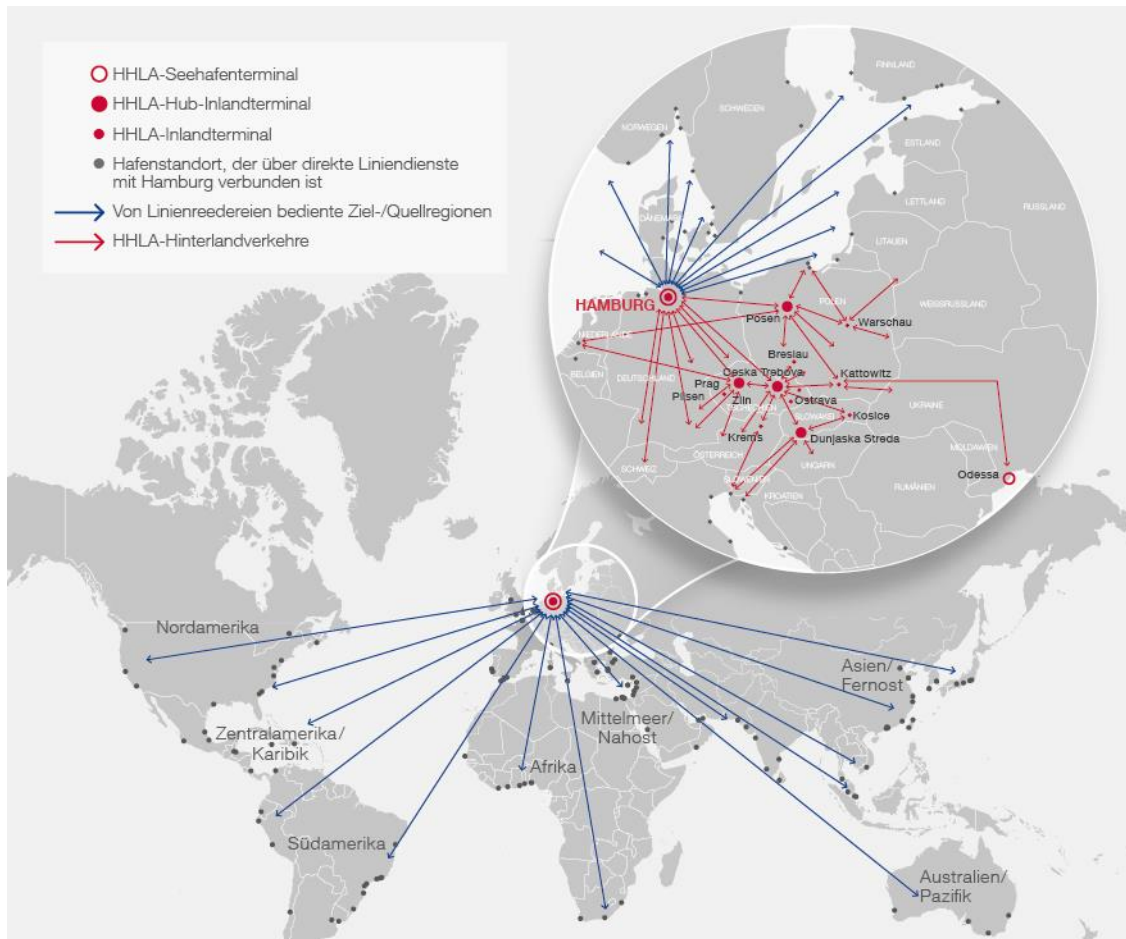 HHLA-Seehafenterminal
HHLA-Hub-Inlandterminal
HHLA-Inlandterminal
Hafenstandort, der über direkte Liniendienste
mit Hamburg verbunden ist
Von Linienreedereien bediente Ziel-/Quellregionen
HHLA-Hinterlandverkehre
FINNLAND
SCHWEDEN
NORWEGEN
ESTLAND
LETTLAND
RUSSLAND
DÄNEMARK
LITAUEN
HAMBURG
POLEN
WEISSRUSSLAND
Posen
Warschau
NIEDERLANDE
Breslau
BELGIEN
DEUTSCHLAND
Ceska Trebova
Kattowitz
Prag
Pilsen
Zlin
Ostrava
TSCHECHIEN
SLOWAKEI
Kosice
UKRAINE
Krems
Dunjaska Streda
MOLDAWIEN
ÖSTERREICH
UNGARN
SCHWEIZ
Odessa
SLOWENIEN
KROATIEN
RUMÄNIEN
Nordamerika
Asien/
Fernost
Zentralamerika/
Karibik
Mittelmeer/
Nahost
Afrika
Südamerika
Australien/
Pazifik